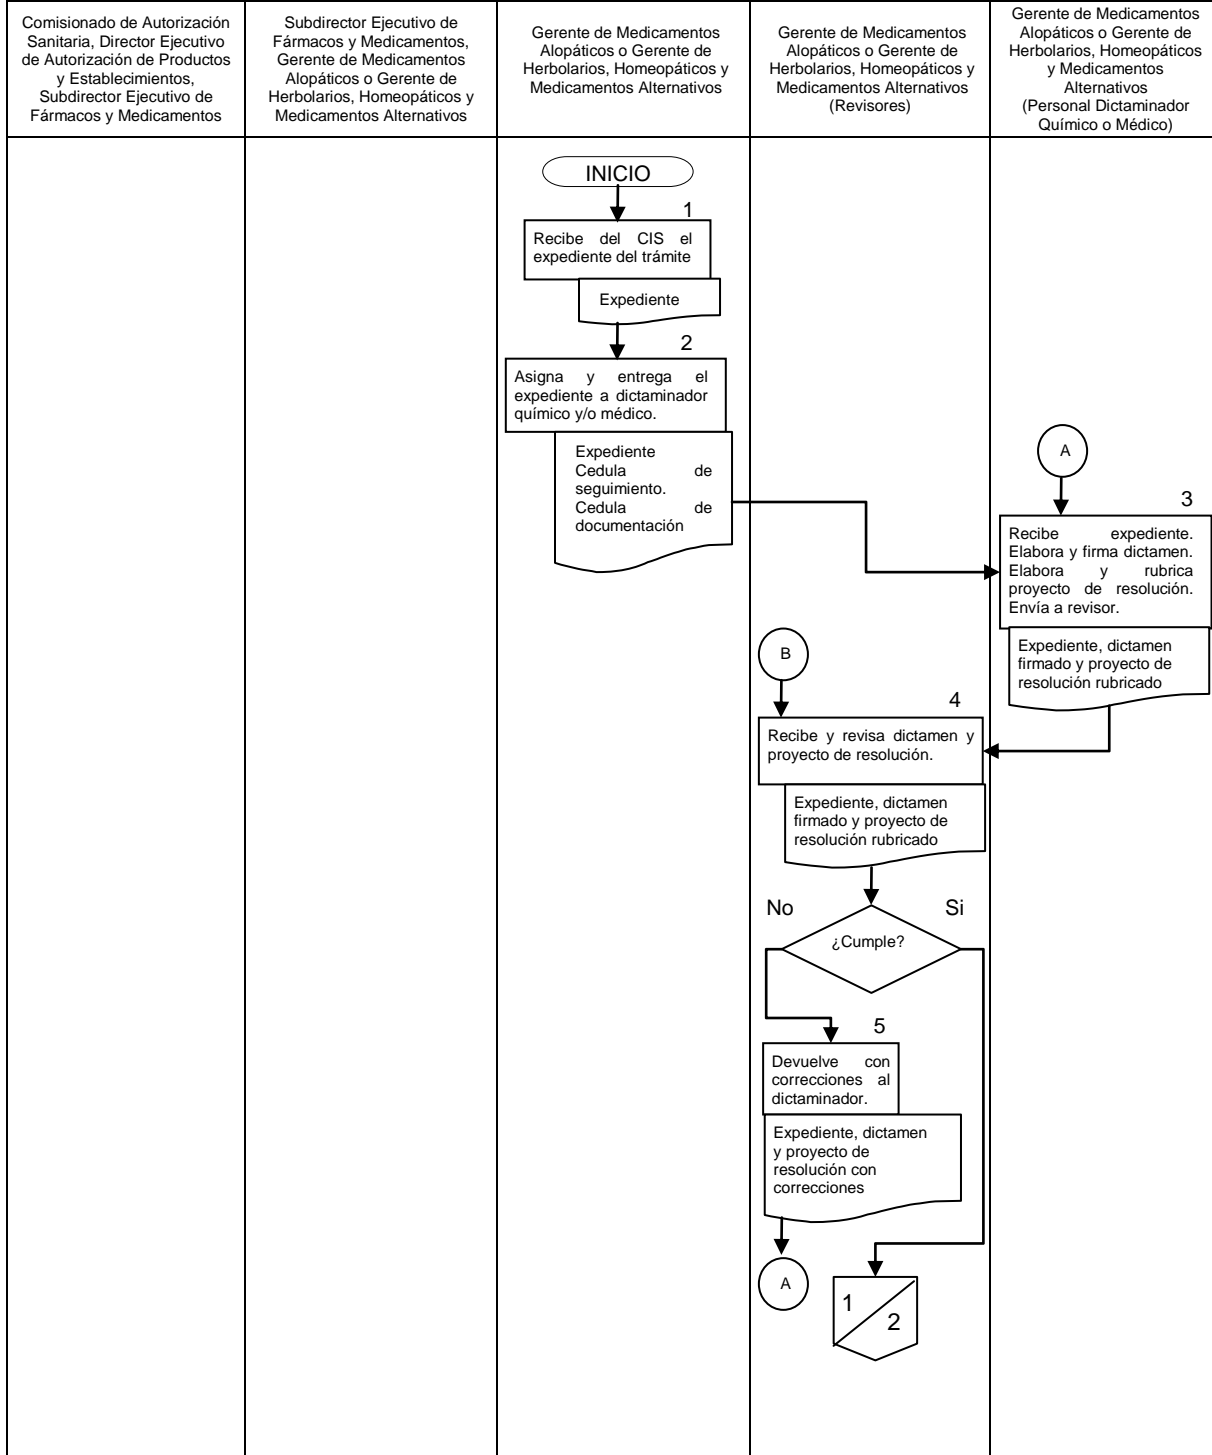 Comisionado de Autorización
Sanitaria, Director Ejecutivo
de Autorización de Productos
y Establecimientos,
Subdirector Ejecutivo de
Fármacos y Medicamentos
Subdirector Ejecutivo de
Fármacos y Medicamentos,
Gerente de Medicamentos
Alopáticos o Gerente de
Herbolarios, Homeopáticos y
Medicamentos Alternativos
Gerente de Medicamentos
Alopáticos o Gerente de
Herbolarios, Homeopáticos y
Medicamentos Alternativos
Gerente de Medicamentos
Alopáticos o Gerente de
Herbolarios, Homeopáticos y
Medicamentos Alternativos
(Revisores)
Gerente de Medicamentos
Alopáticos o Gerente de
Herbolarios, Homeopáticos
y Medicamentos
Alternativos
(Personal Dictaminador
Químico o Médico)
INICIO
1
Recibe del CIS el
expediente del trámite
Expediente
2
Asigna y entrega el
expediente a dictaminador
químico y/o médico.
Expediente
Cedula de
seguimiento.
Cedula de
documentación
A
3
Recibe expediente.
Elabora y firma dictamen.
Elabora y rubrica
proyecto de resolución.
Envía a revisor.
Expediente, dictamen
firmado y proyecto de
resolución rubricado
B
4
Recibe y revisa dictamen y
proyecto de resolución.
Expediente, dictamen
firmado y proyecto de
resolución rubricado
No
Si
¿Cumple?
5
Devuelve con
correcciones al
dictaminador.
Expediente, dictamen
y proyecto de
resolución con
correcciones
A
1
2